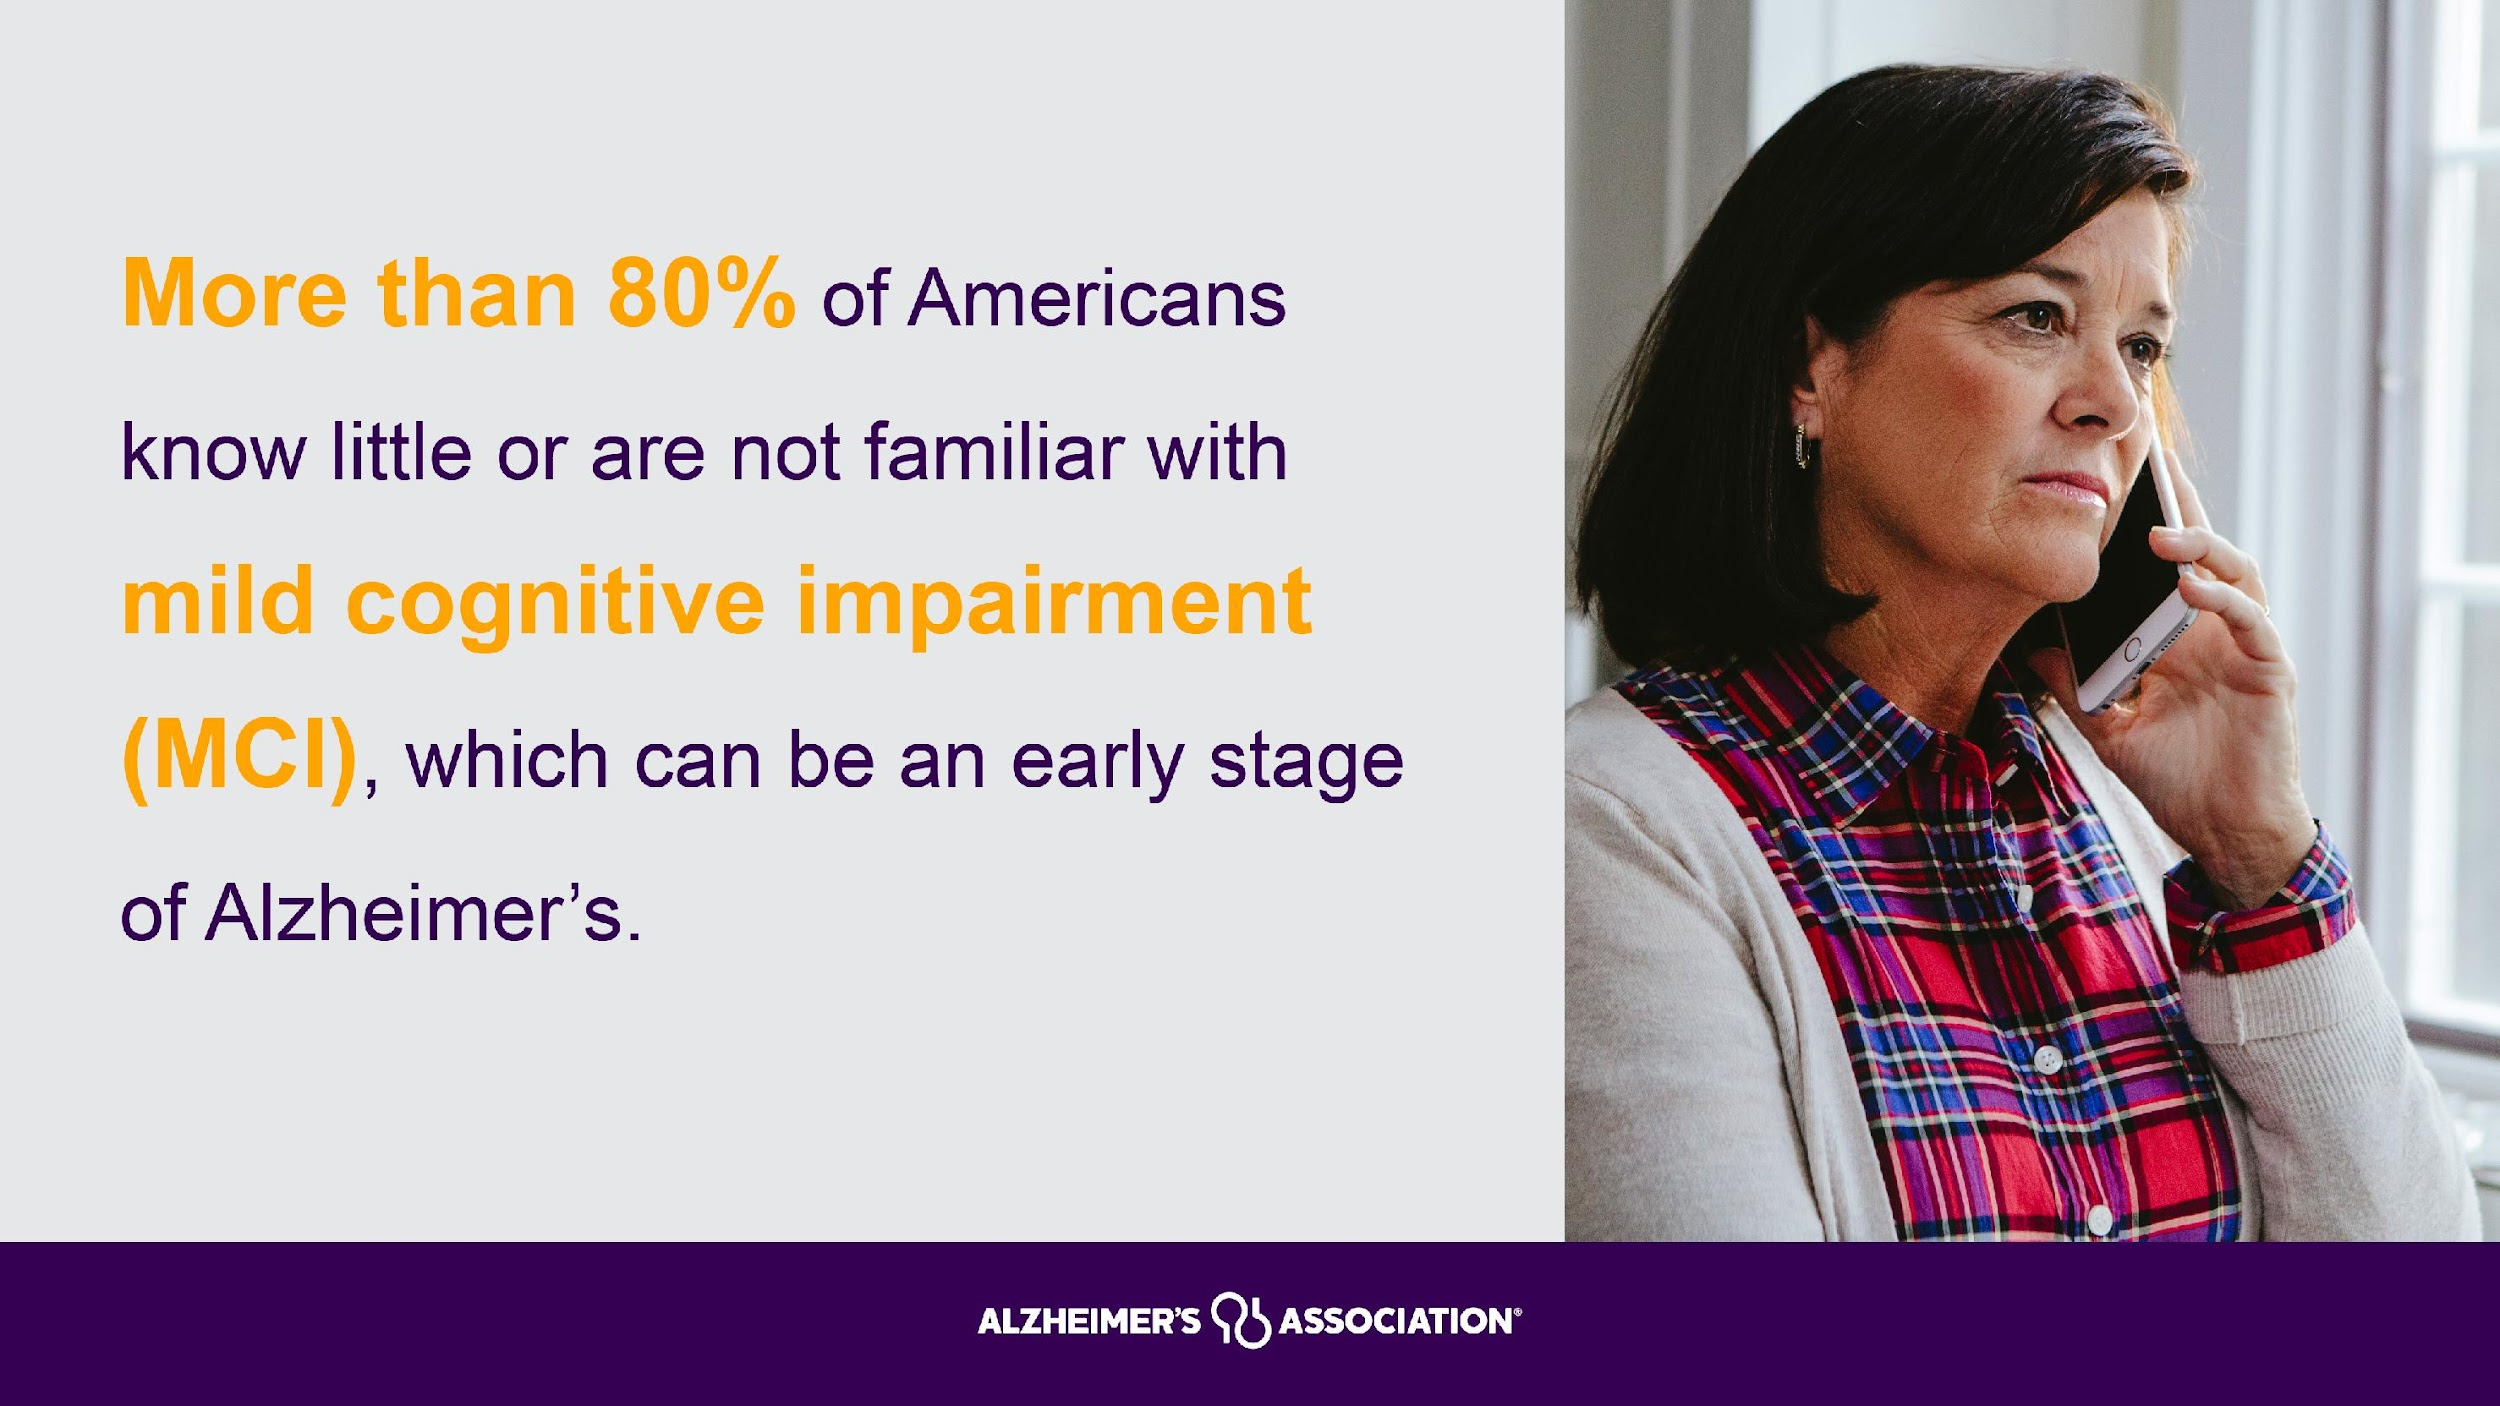 More than 80% of Americans
know little or are not familiar with
mild cognitive impairment
(MCI), which can be an early stage
of Alzheimer’s.
ALZHEIMER’S ASSOCIATION®